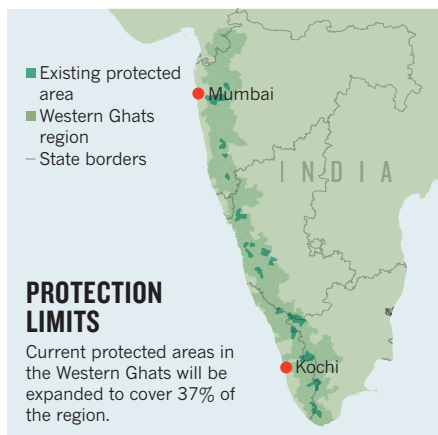 Existing protected
area
Western Ghats
region
State borders
Mumbai
INDIA
PROTECTION
LIMITS
Current protected areas in
the Western Ghats will be
expanded to cover 37% of
the region.
Kochi